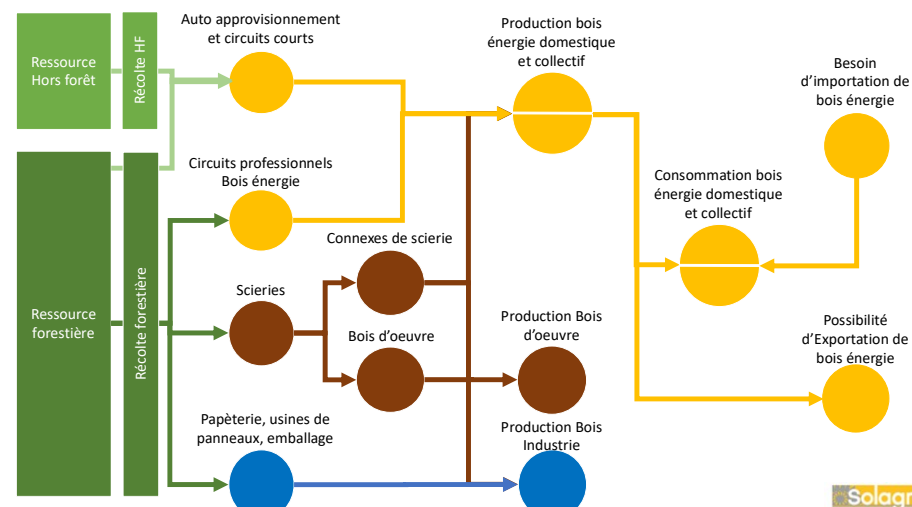 Auto approvisionnement
et circuits courts
Production bois
énergie domestique
et collectif
Ressource
Hors forêt
Récolte HF
Besoin
d'importation de
bois énergie
Circuits professionnels
Bois énergie
Consommation bois
énergie domestique
et collectif
Connexes de scierie
Scieries
Ressource
forestière
Récolte forestière
Bois d'oeuvre
Production Bois
d'oeuvre
Possibilité
d'Exportation de
bois énergie
Papèterie, usines de
panneaux, emballage
Production Bois
Industrie